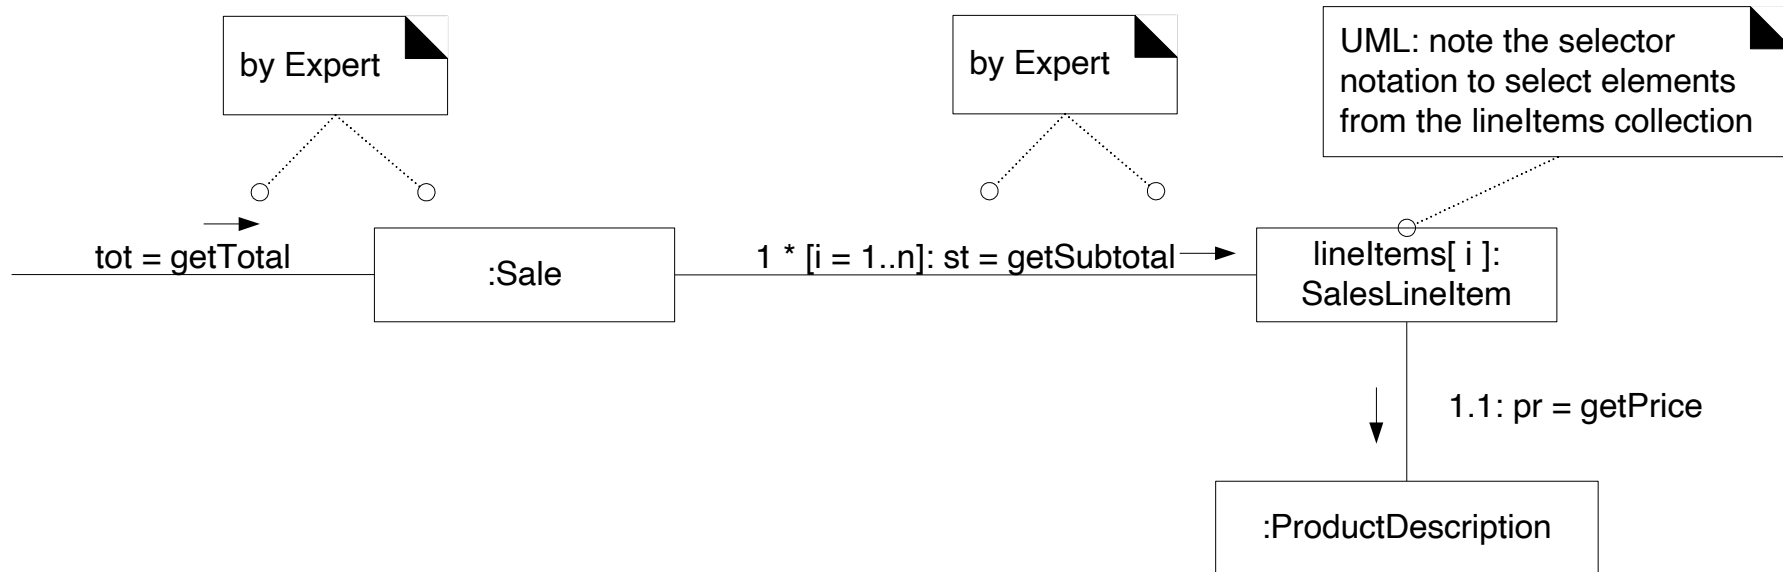 by Expert
by Expert
UML: note the selector
notation to select elements
from the lineItems collection
tot = getTotal
:Sale
1 * [i = 1..n]: st = getSubtotal
lineItems[ i ]:
SalesLineItem
1.1: pr = getPrice
:ProductDescription